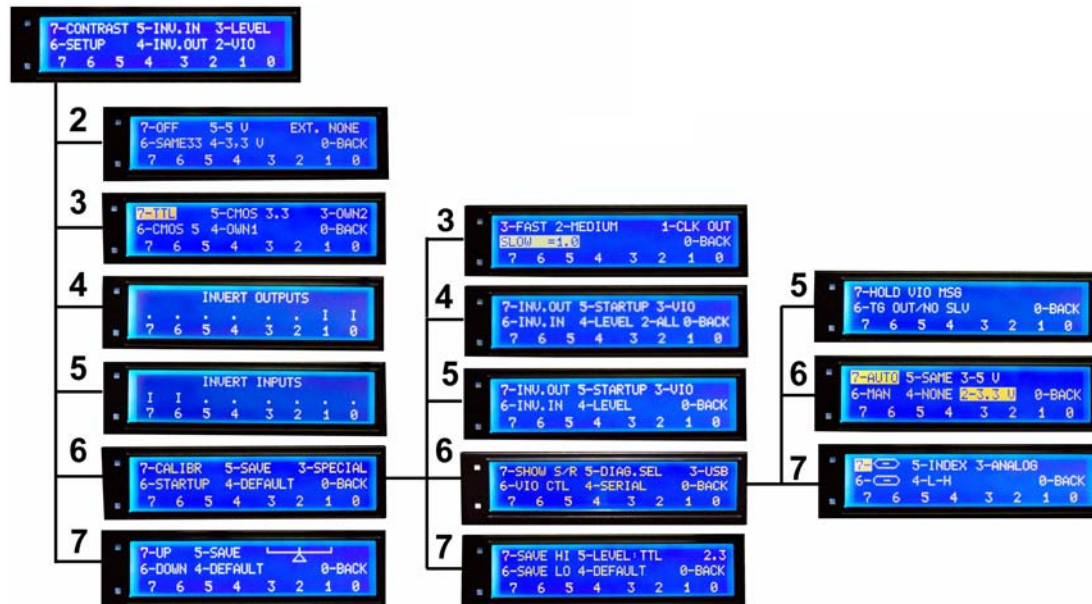 7-CONTRAST 5-INV.IN 3-LEVEL
6-SETUP 4-INV.OUT 2-VIO
7 6 5 4 3 2 1 0
2
7-OFF 5-5 V EXT. NONE
6-SAME33 4-3,3 V 0-BACK
7 6 5 4 3 2 1 0
3
7-TTL 5-CMOS 3.3 3-OWN2
6-CMOS 5 4-OWN1 0-BACK
7 6 5 4 3 2 1 0
4
INVERT OUTPUTS
. . . . . . I I
7 6 5 4 3 2 1 0
5
INVERT INPUTS
I I . . . . . .
7 6 5 4 3 2 1 0
6
7-CALIBR 5-SAVE 3-SPECIAL
6-STARTUP 4-DEFAULT 0-BACK
7 6 5 4 3 2 1 0
7
7-UP 5-SAVE
6-DOWN 4-DEFAULT 0-BACK
7 6 5 4 3 2 1 0
3
3-FAST 2-MEDIUM 1-CLK OUT
SLOW =1.0 0-BACK
7 6 5 4 3 2 1 0
4
7-INV.OUT 5-STARTUP 3-VIO
6-INV.IN 4-LEVEL 2-ALL 0-BACK
7 6 5 4 3 2 1 0
5
7-INV.OUT 5-STARTUP 3-VIO
6-INV.IN 4-LEVEL 0-BACK
7 6 5 4 3 2 1 0
6
7-SHOW S/R 5-DIAG.SEL 3-USB
6-VIO CTL 4-SERIAL 0-BACK
7 6 5 4 3 2 1 0
7
7-SAVE HI 5-LEVEL:TTL 2.3
6-SAVE LO 4-DEFAULT 0-BACK
7 6 5 4 3 2 1 0
5
7-HOLD VIO MSG
6-TG OUT/NO SLV 0-BACK
7 6 5 4 3 2 1 0
6
7-AUTO 5-SAME 3-5 V
6-MAN 4-NONE 2-3.3 V 0-BACK
7 6 5 4 3 2 1 0
7
7- 5-INDEX 3-ANALOG
6- 4-L-H 0-BACK
7 6 5 4 3 2 1 0